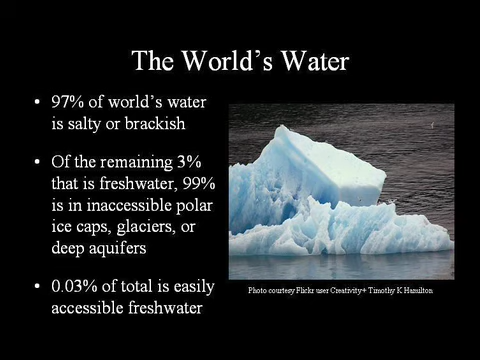 The World's Water
• 97% of world's water
is salty or brackish
• Of the remaining 3%
that is freshwater, 99%
is in inaccessible polar
ice caps, glaciers, or
deep aquifers
• 0.03% of total is easily
accessible freshwater
Photo courtesy Flickr user Creativity+ Timothy K Hamilton